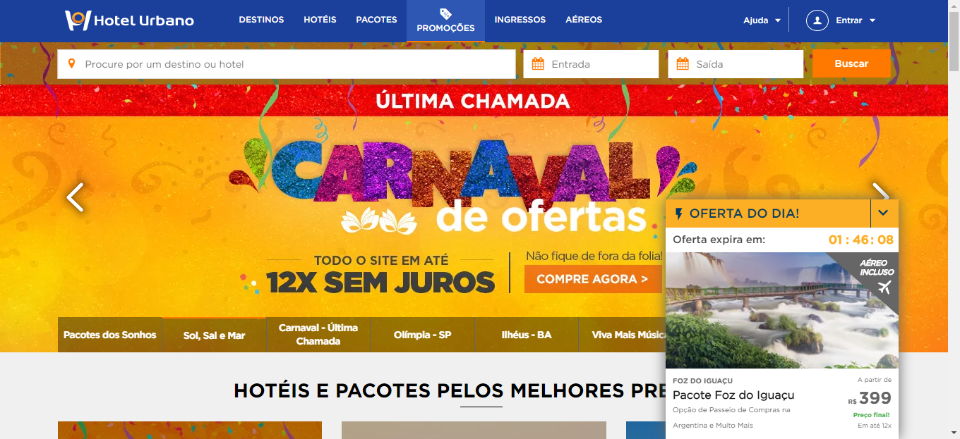 Hotel Urbano
DESTINOS
HOTÉIS
PACOTES
PROMOÇÕES
INGRESSOS
AÉREOS
Ajuda
Entrar
Procure por um destino ou hotel
Entrada
Saída
Buscar
ÚLTIMA CHAMADA
CARNAVAL
de ofertas
TODO O SITE EM ATÉ
12X SEM JUROS
Não fique de fora da folia!
COMPRE AGORA >
OFERTA DO DIA!
Oferta expira em:
01 : 46 : 08
AÉREO
INCLUSO
Pacotes dos Sonhos
Sol, Sal e Mar
Carnaval - Última
Chamada
Olímpia - SP
Ilhéus - BA
Viva Mais Músic
HOTÉIS E PACOTES PELOS MELHORES PRE
FOZ DO IGUAÇU
Pacote Foz do Iguaçu
Opção de Passeio de Compras na
Argentina e Muito Mais
A partir de
R$ 399
Preço final!
Em até 12x